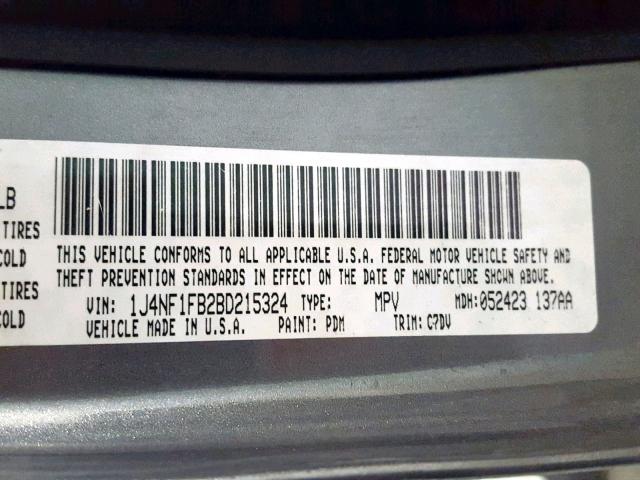 LB
TIRES
COLD
TIRES
COLD
THIS VEHICLE CONFORMS TO ALL APPLICABLE U.S.A. FEDERAL MOTOR VEHICLE SAFETY AND
THEFT PREVENTION STANDARDS IN EFFECT ON THE DATE OF MANUFACTURE SHOWN ABOVE.
VIN: 1J4NF1FB2BD215324 TYPE: MPV MDH: 052423 137AA
VEHICLE MADE IN U.S.A. PAINT: PDM TRIM: C7DV